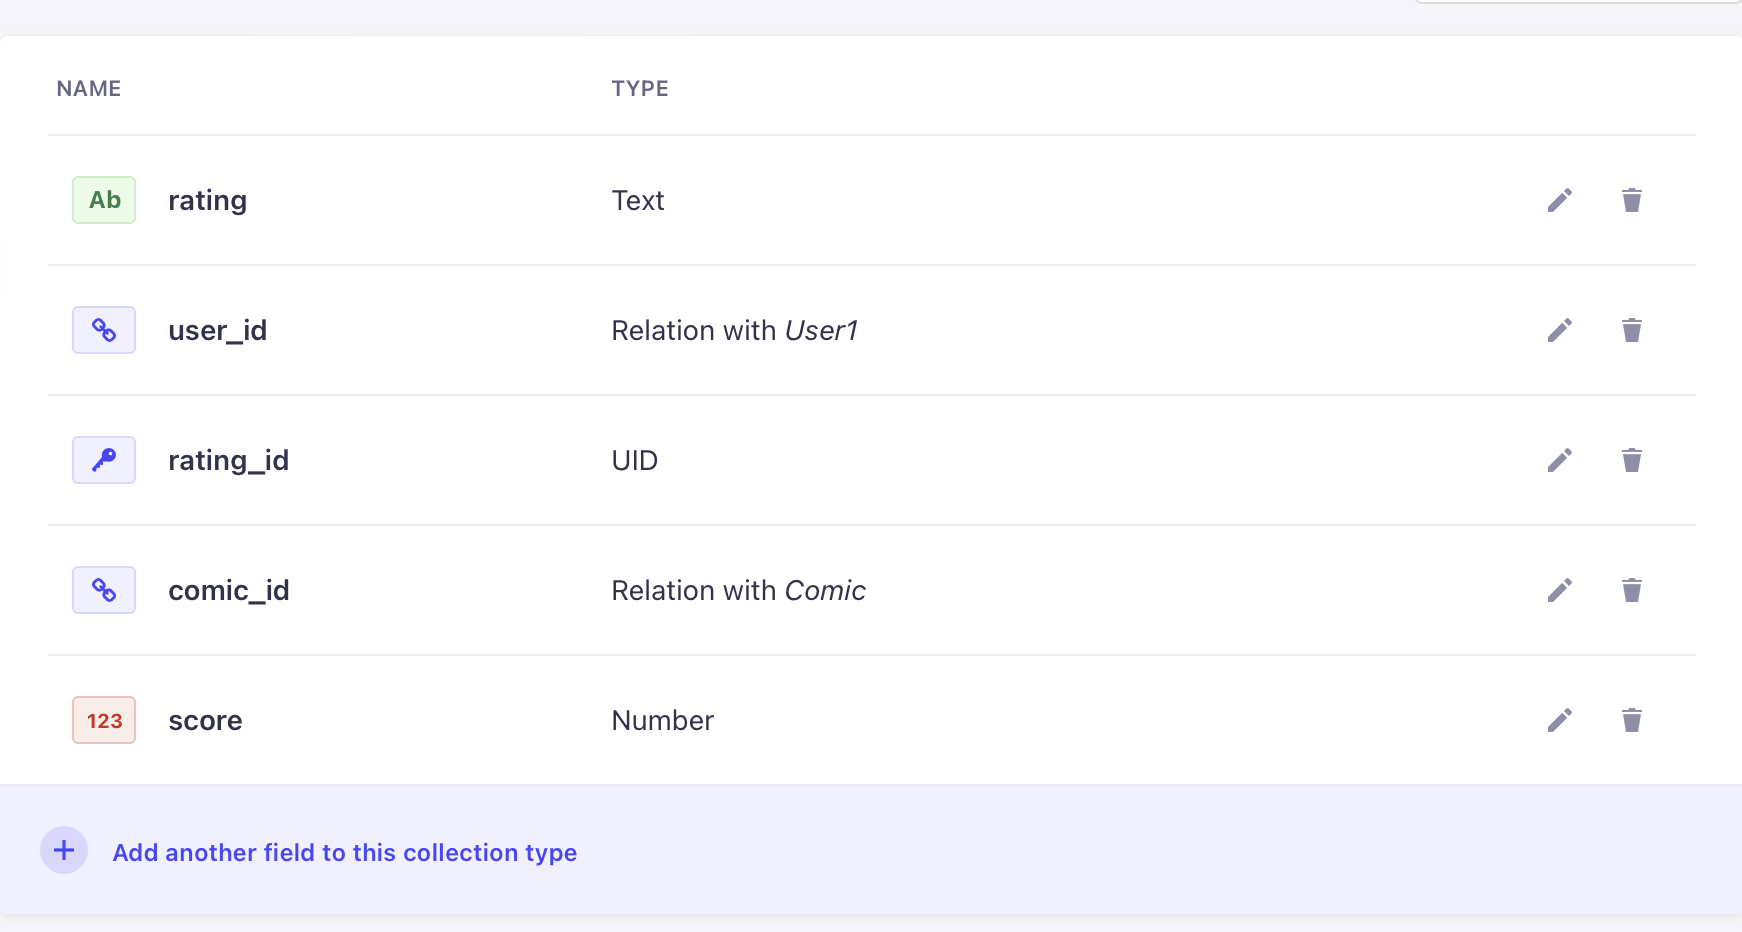 NAME TYPE
Ab rating Text
user_id Relation with User1
rating_id UID
comic_id Relation with Comic
123 score Number
Add another field to this collection type